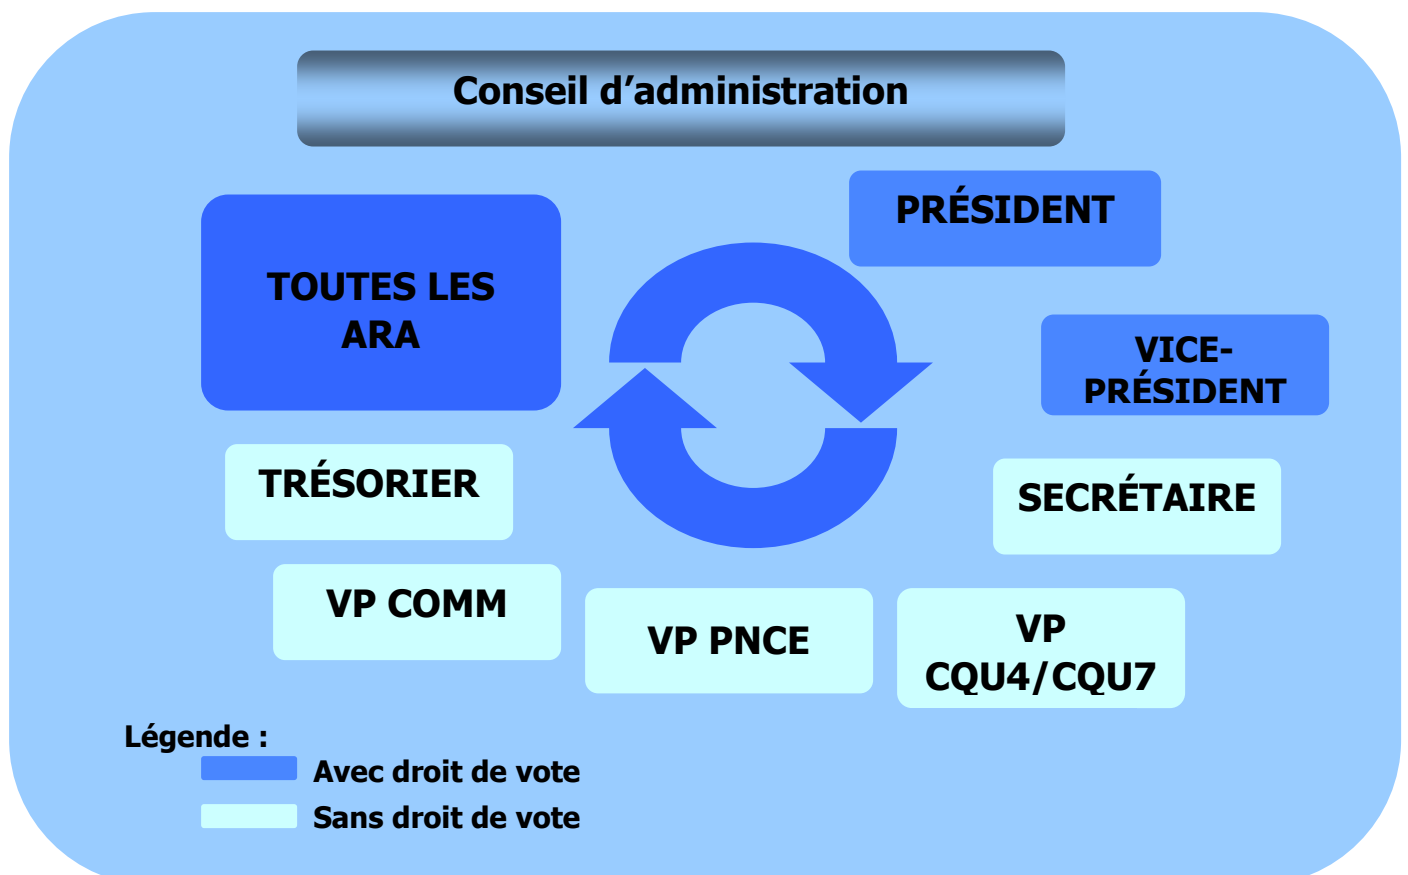 Conseil d’administration
PRÉSIDENT
TOUTES LES
ARA
VICE-
PRÉSIDENT
TRÉSORIER
SECRÉTAIRE
VP COMM
VP PNCE
VP
CQU4/CQU7
Légende :
Avec droit de vote
Sans droit de vote